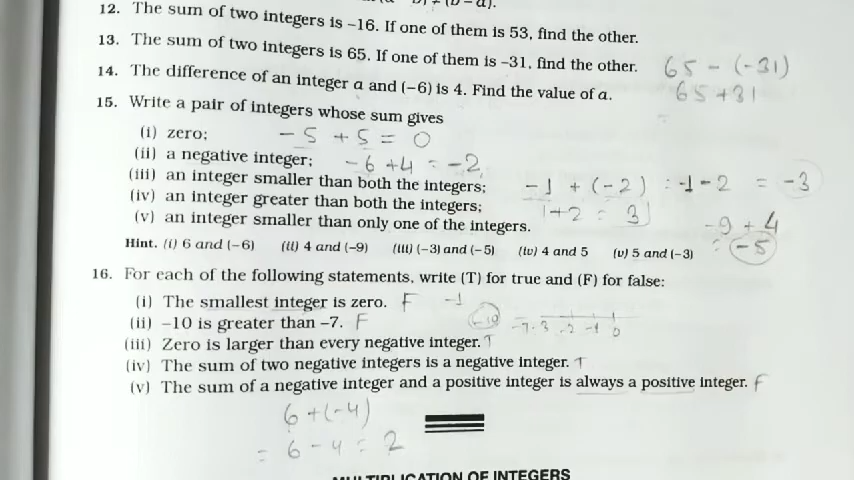 12. The sum of two integers is –16. If one of them is 53, find the other.
13. The sum of two integers is 65. If one of them is –31, find the other. 65 - (-31)
14. The difference of an integer a and (–6) is 4. Find the value of a. 65 + 31
15. Write a pair of integers whose sum gives
(i) zero; -5 + 5 = 0
(ii) a negative integer; -6 + 4 = -2
(iii) an integer smaller than both the integers; -1 + (-2) : -1 - 2 = -3
(iv) an integer greater than both the integers; 1 + 2 = 3
(v) an integer smaller than only one of the integers. -9 + 4
= -5
Hint. (i) 6 and (–6) (ii) 4 and (–9) (iii) (–3) and (–5) (iv) 4 and 5 (v) 5 and (–3)
16. For each of the following statements, write (T) for true and (F) for false:
(i) The smallest integer is zero. F -1
(ii) –10 is greater than –7. F -10 -7 -3 -2 -1 0
(iii) Zero is larger than every negative integer. T
(iv) The sum of two negative integers is a negative integer. T
(v) The sum of a negative integer and a positive integer is always a positive integer. F
6 + (-4)
= 6 - 4 = 2
MULTIPLICATION OF INTEGERS